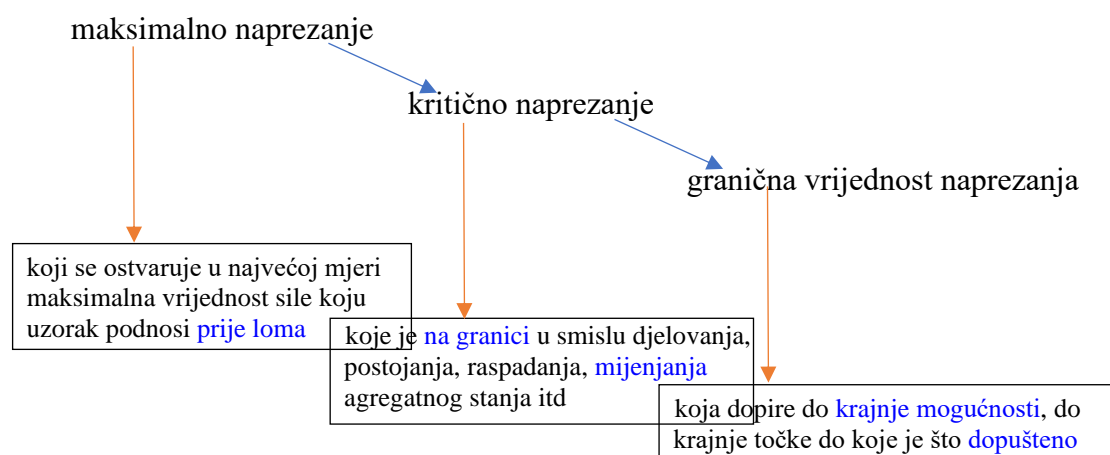 maksimalno naprezanje
kritično naprezanje
granična vrijednost naprezanja
koji se ostvaruje u najvećoj mjeri
maksimalna vrijednost sile koju
uzorak podnosi prije loma
koje je na granici u smislu djelovanja,
postojanja, raspadanja, mijenjanja
agregatnog stanja itd
koja dopire do krajnje mogućnosti, do
krajnje točke do koje je što dopušteno